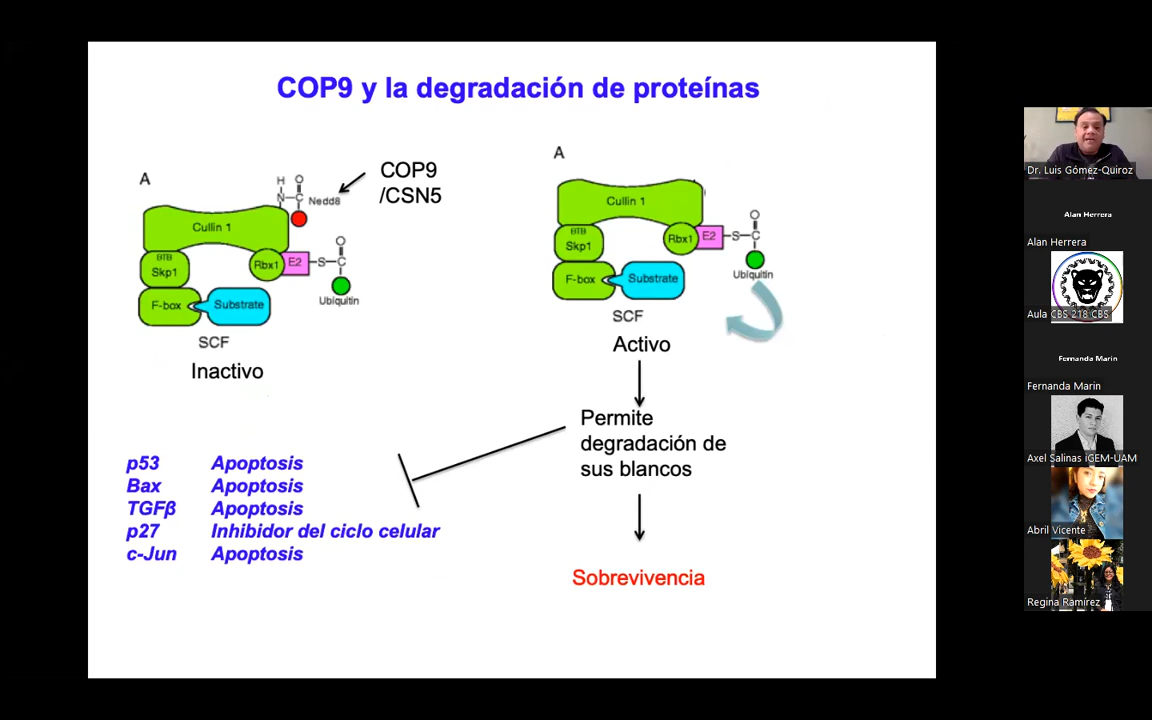 COP9 y la degradación de proteínas
A
H
O
N
C
Nedd8
COP9
/CSN5
Cullin 1
BTB
Skp1
Rbx1
E2
S
C
O
Ubiquitin
F-box
Substrate
SCF
Inactivo
A
Cullin 1
BTB
Skp1
Rbx1
E2
S
C
O
Ubiquitin
F-box
Substrate
SCF
Activo
Permite
degradación de
sus blancos
Sobrevivencia
p53 Apoptosis
Bax Apoptosis
TGFβ Apoptosis
p27 Inhibidor del ciclo celular
c-Jun Apoptosis
Dr. Luis Gómez-Quiroz
Alan Herrera
Alan Herrera
Aula CBS 218 CBS
Fernanda Marin
Fernanda Marin
Axel Salinas iGEM-UAM
Abril Vicente
Regina Ramírez